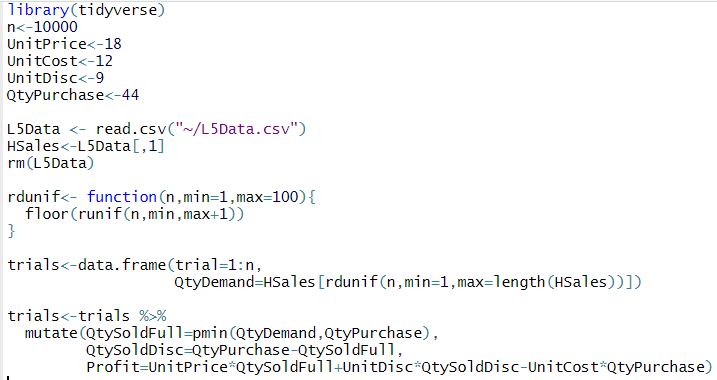 library(tidyverse)
n<-10000
UnitPrice<-18
UnitCost<-12
UnitDisc<-9
QtyPurchase<-44
L5Data <- read.csv("~/L5Data.csv")
HSales<-L5Data[,1]
rm(L5Data)
rdunif<- function(n,min=1,max=100){
  floor(runif(n,min,max+1))
}
trials<-data.frame(trial=1:n,
                   QtyDemand=HSales[rdunif(n,min=1,max=length(HSales))])
trials<-trials %>%
  mutate(QtySoldFull=pmin(QtyDemand,QtyPurchase),
         QtySoldDisc=QtyPurchase-QtySoldFull,
         Profit=UnitPrice*QtySoldFull+UnitDisc*QtySoldDisc-UnitCost*QtyPurchase)